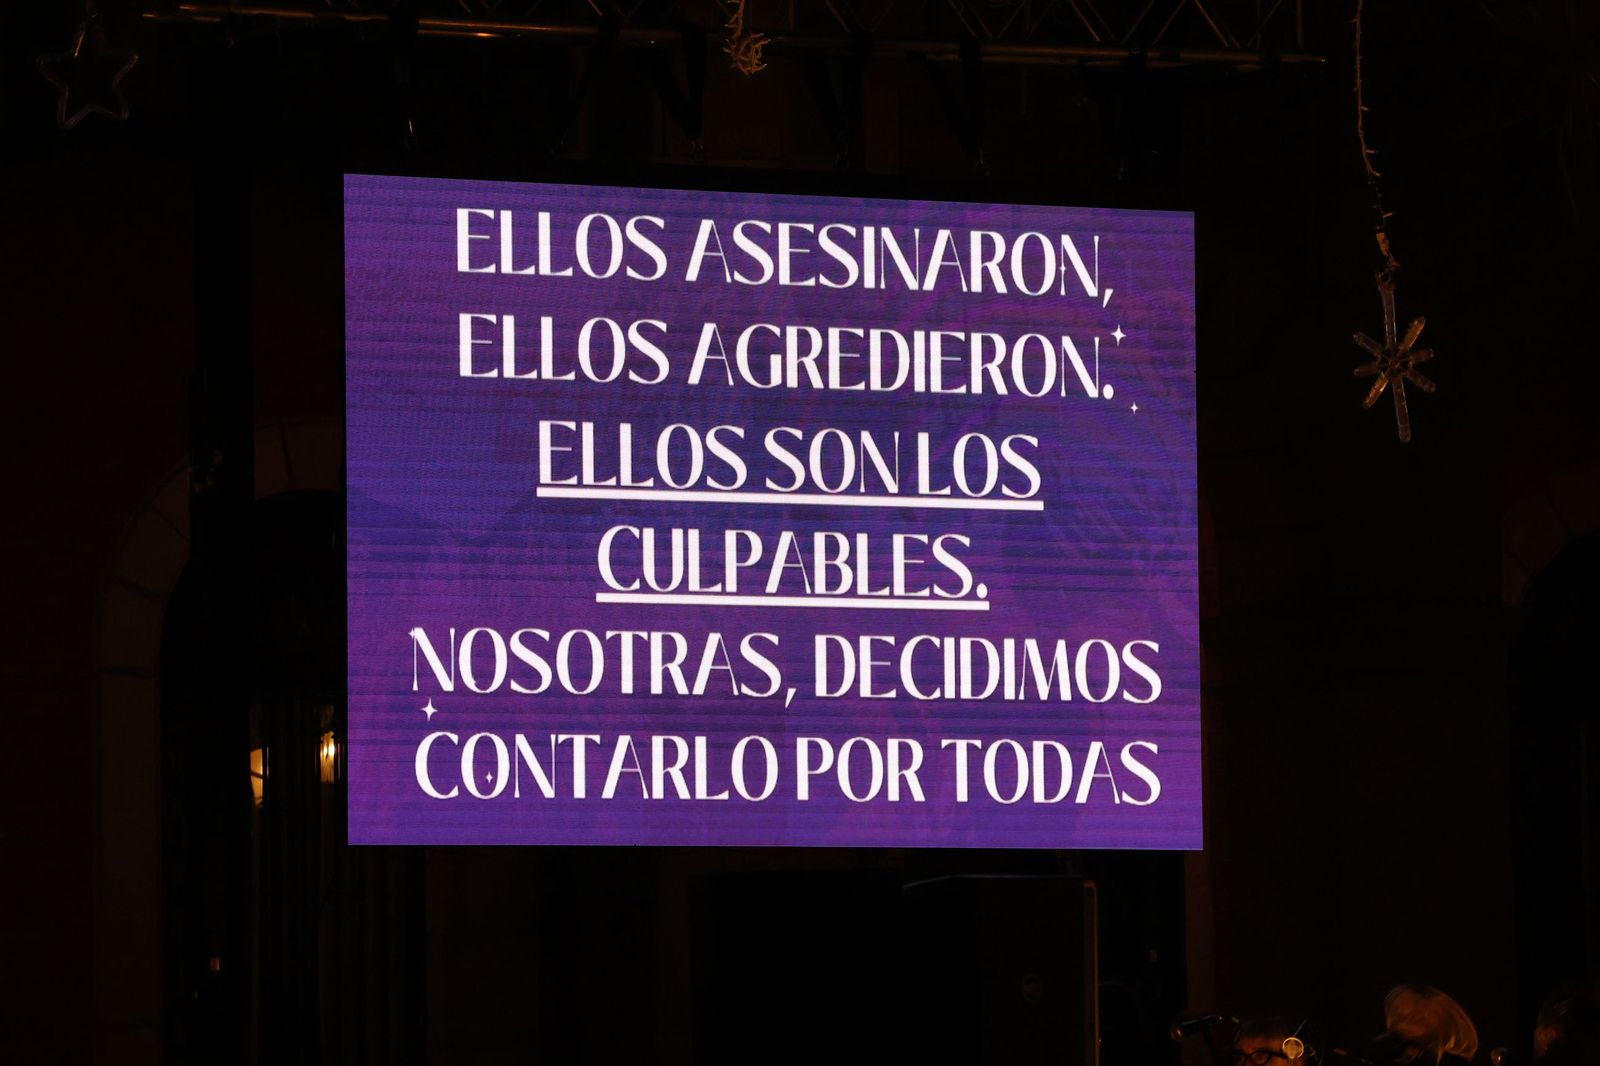 ELLOS ASESINARON,
ELLOS AGREDIERON.
ELLOS SON LOS
CULPABLES.
NOSOTRAS, DECIDIMOS
CONTARLO POR TODAS